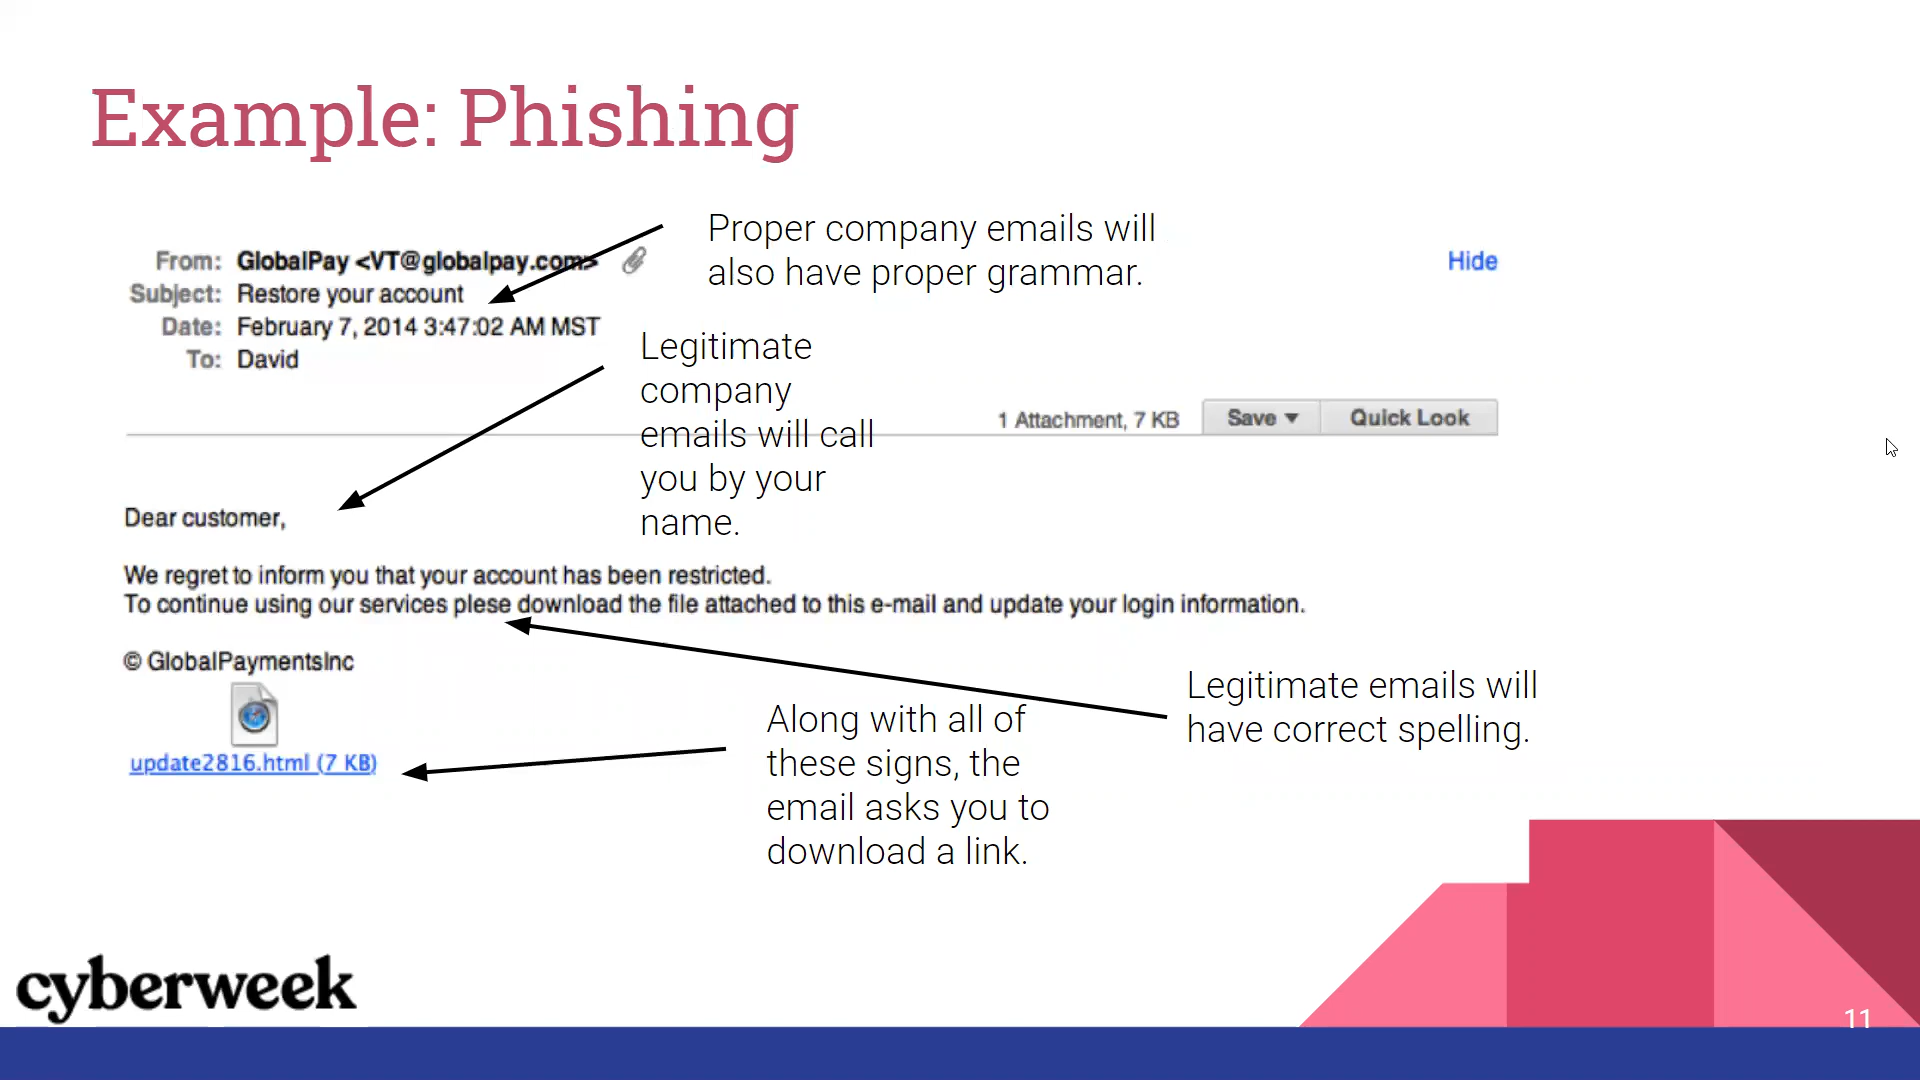 Example: Phishing
From: GlobalPay <VT@globalpay.com>
Subject: Restore your account
Date: February 7, 2014 3:47:02 AM MST
To: David
Proper company emails will
also have proper grammar.
Hide
Legitimate
company
emails will call
you by your
name.
1 Attachment, 7 KB
Save
Quick Look
Dear customer,
We regret to inform you that your account has been restricted.
To continue using our services plese download the file attached to this e-mail and update your login information.
© GlobalPaymentsInc
update2816.html (7 KB)
Along with all of
these signs, the
email asks you to
download a link.
Legitimate emails will
have correct spelling.
cyberweek
11